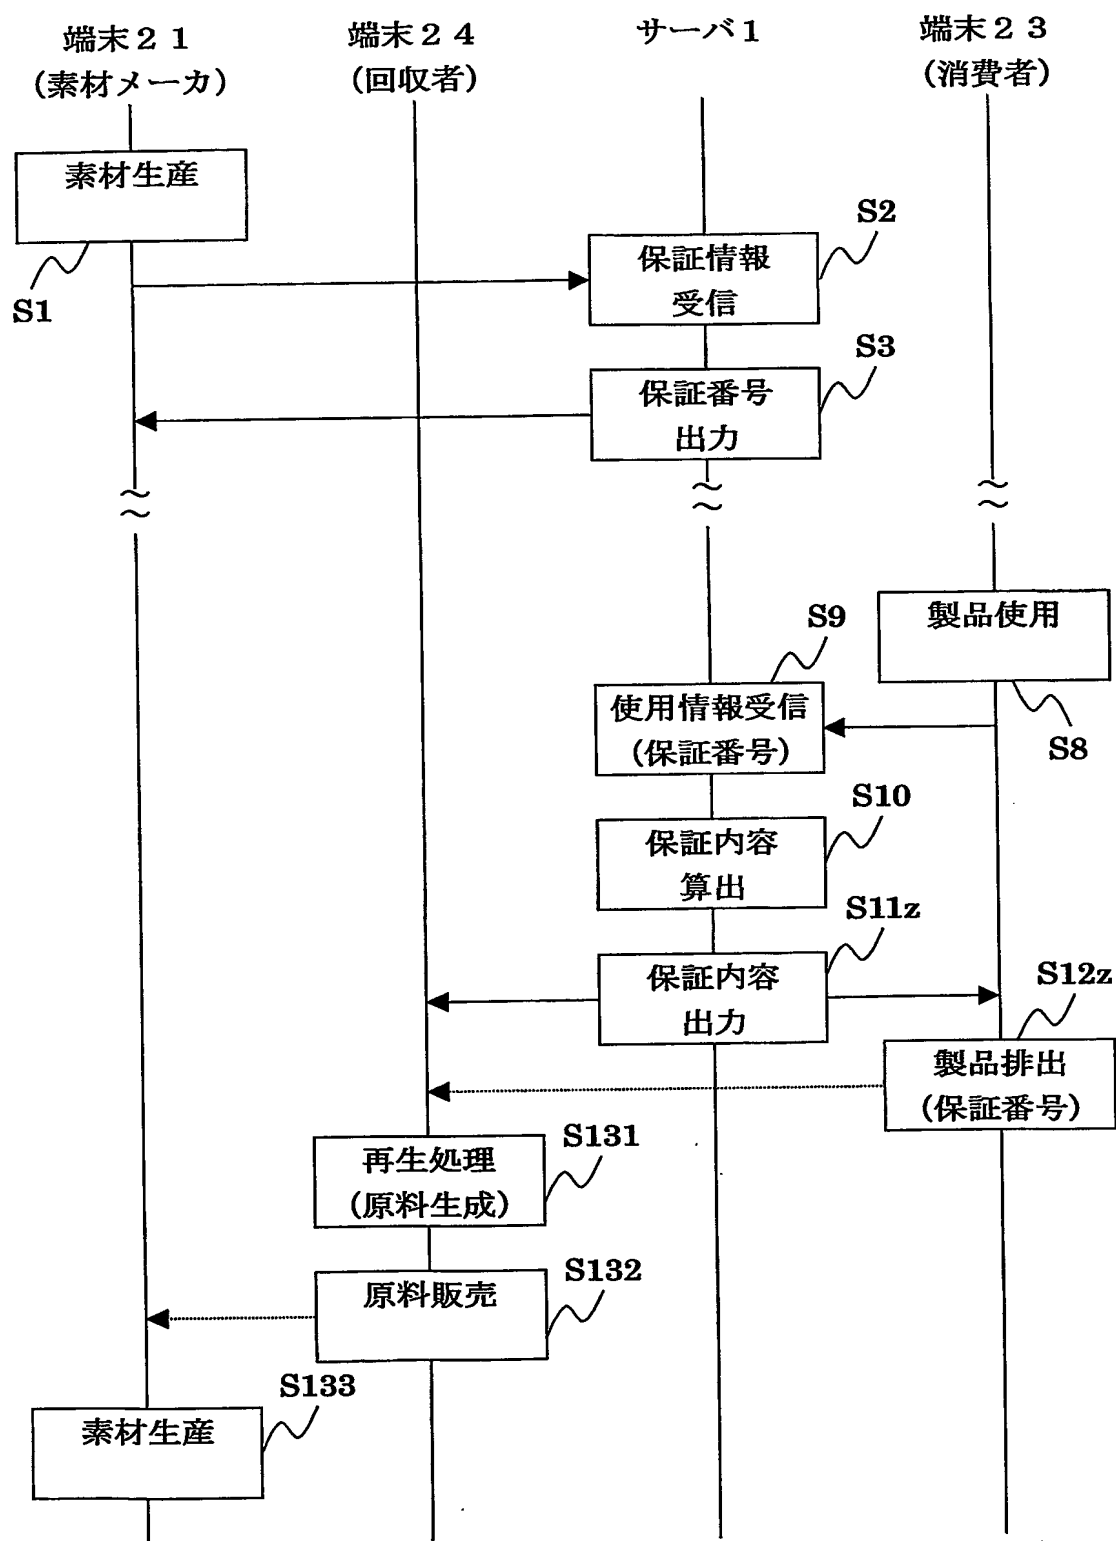 端末２１
(素材メーカ)
端末２４
(回収者)
サーバ１
端末２３
(消費者)
素材生産
S1
S2
保証情報
受信
S3
保証番号
出力
製品使用
S8
S9
使用情報受信
(保証番号)
S10
保証内容
算出
S11z
保証内容
出力
S12z
製品排出
(保証番号)
S131
再生処理
(原料生成)
S132
原料販売
S133
素材生産